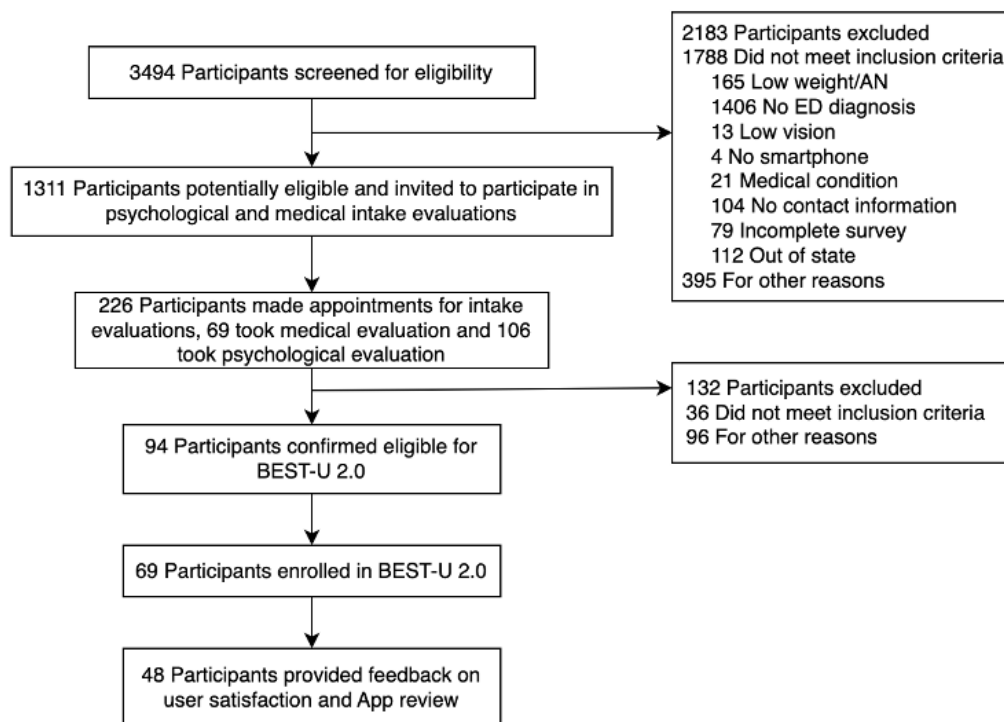 3494 Participants screened for eligibility
2183 Participants excluded
1788 Did not meet inclusion criteria
165 Low weight/AN
1406 No ED diagnosis
13 Low vision
4 No smartphone
21 Medical condition
104 No contact information
79 Incomplete survey
112 Out of state
395 For other reasons
1311 Participants potentially eligible and invited to participate in
psychological and medical intake evaluations
226 Participants made appointments for intake
evaluations, 69 took medical evaluation and 106
took psychological evaluation
132 Participants excluded
36 Did not meet inclusion criteria
96 For other reasons
94 Participants confirmed eligible for
BEST-U 2.0
69 Participants enrolled in BEST-U 2.0
48 Participants provided feedback on
user satisfaction and App review